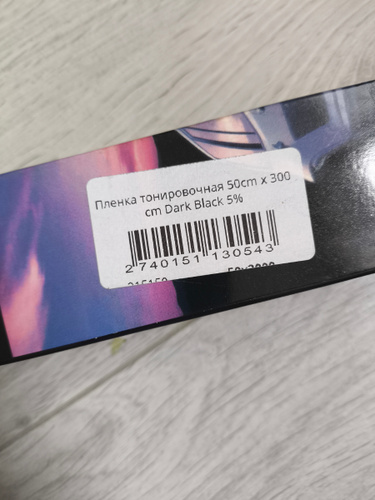 Пленка тонировочная 50cm x 300
cm Dark Black 5%
2 740151 130543